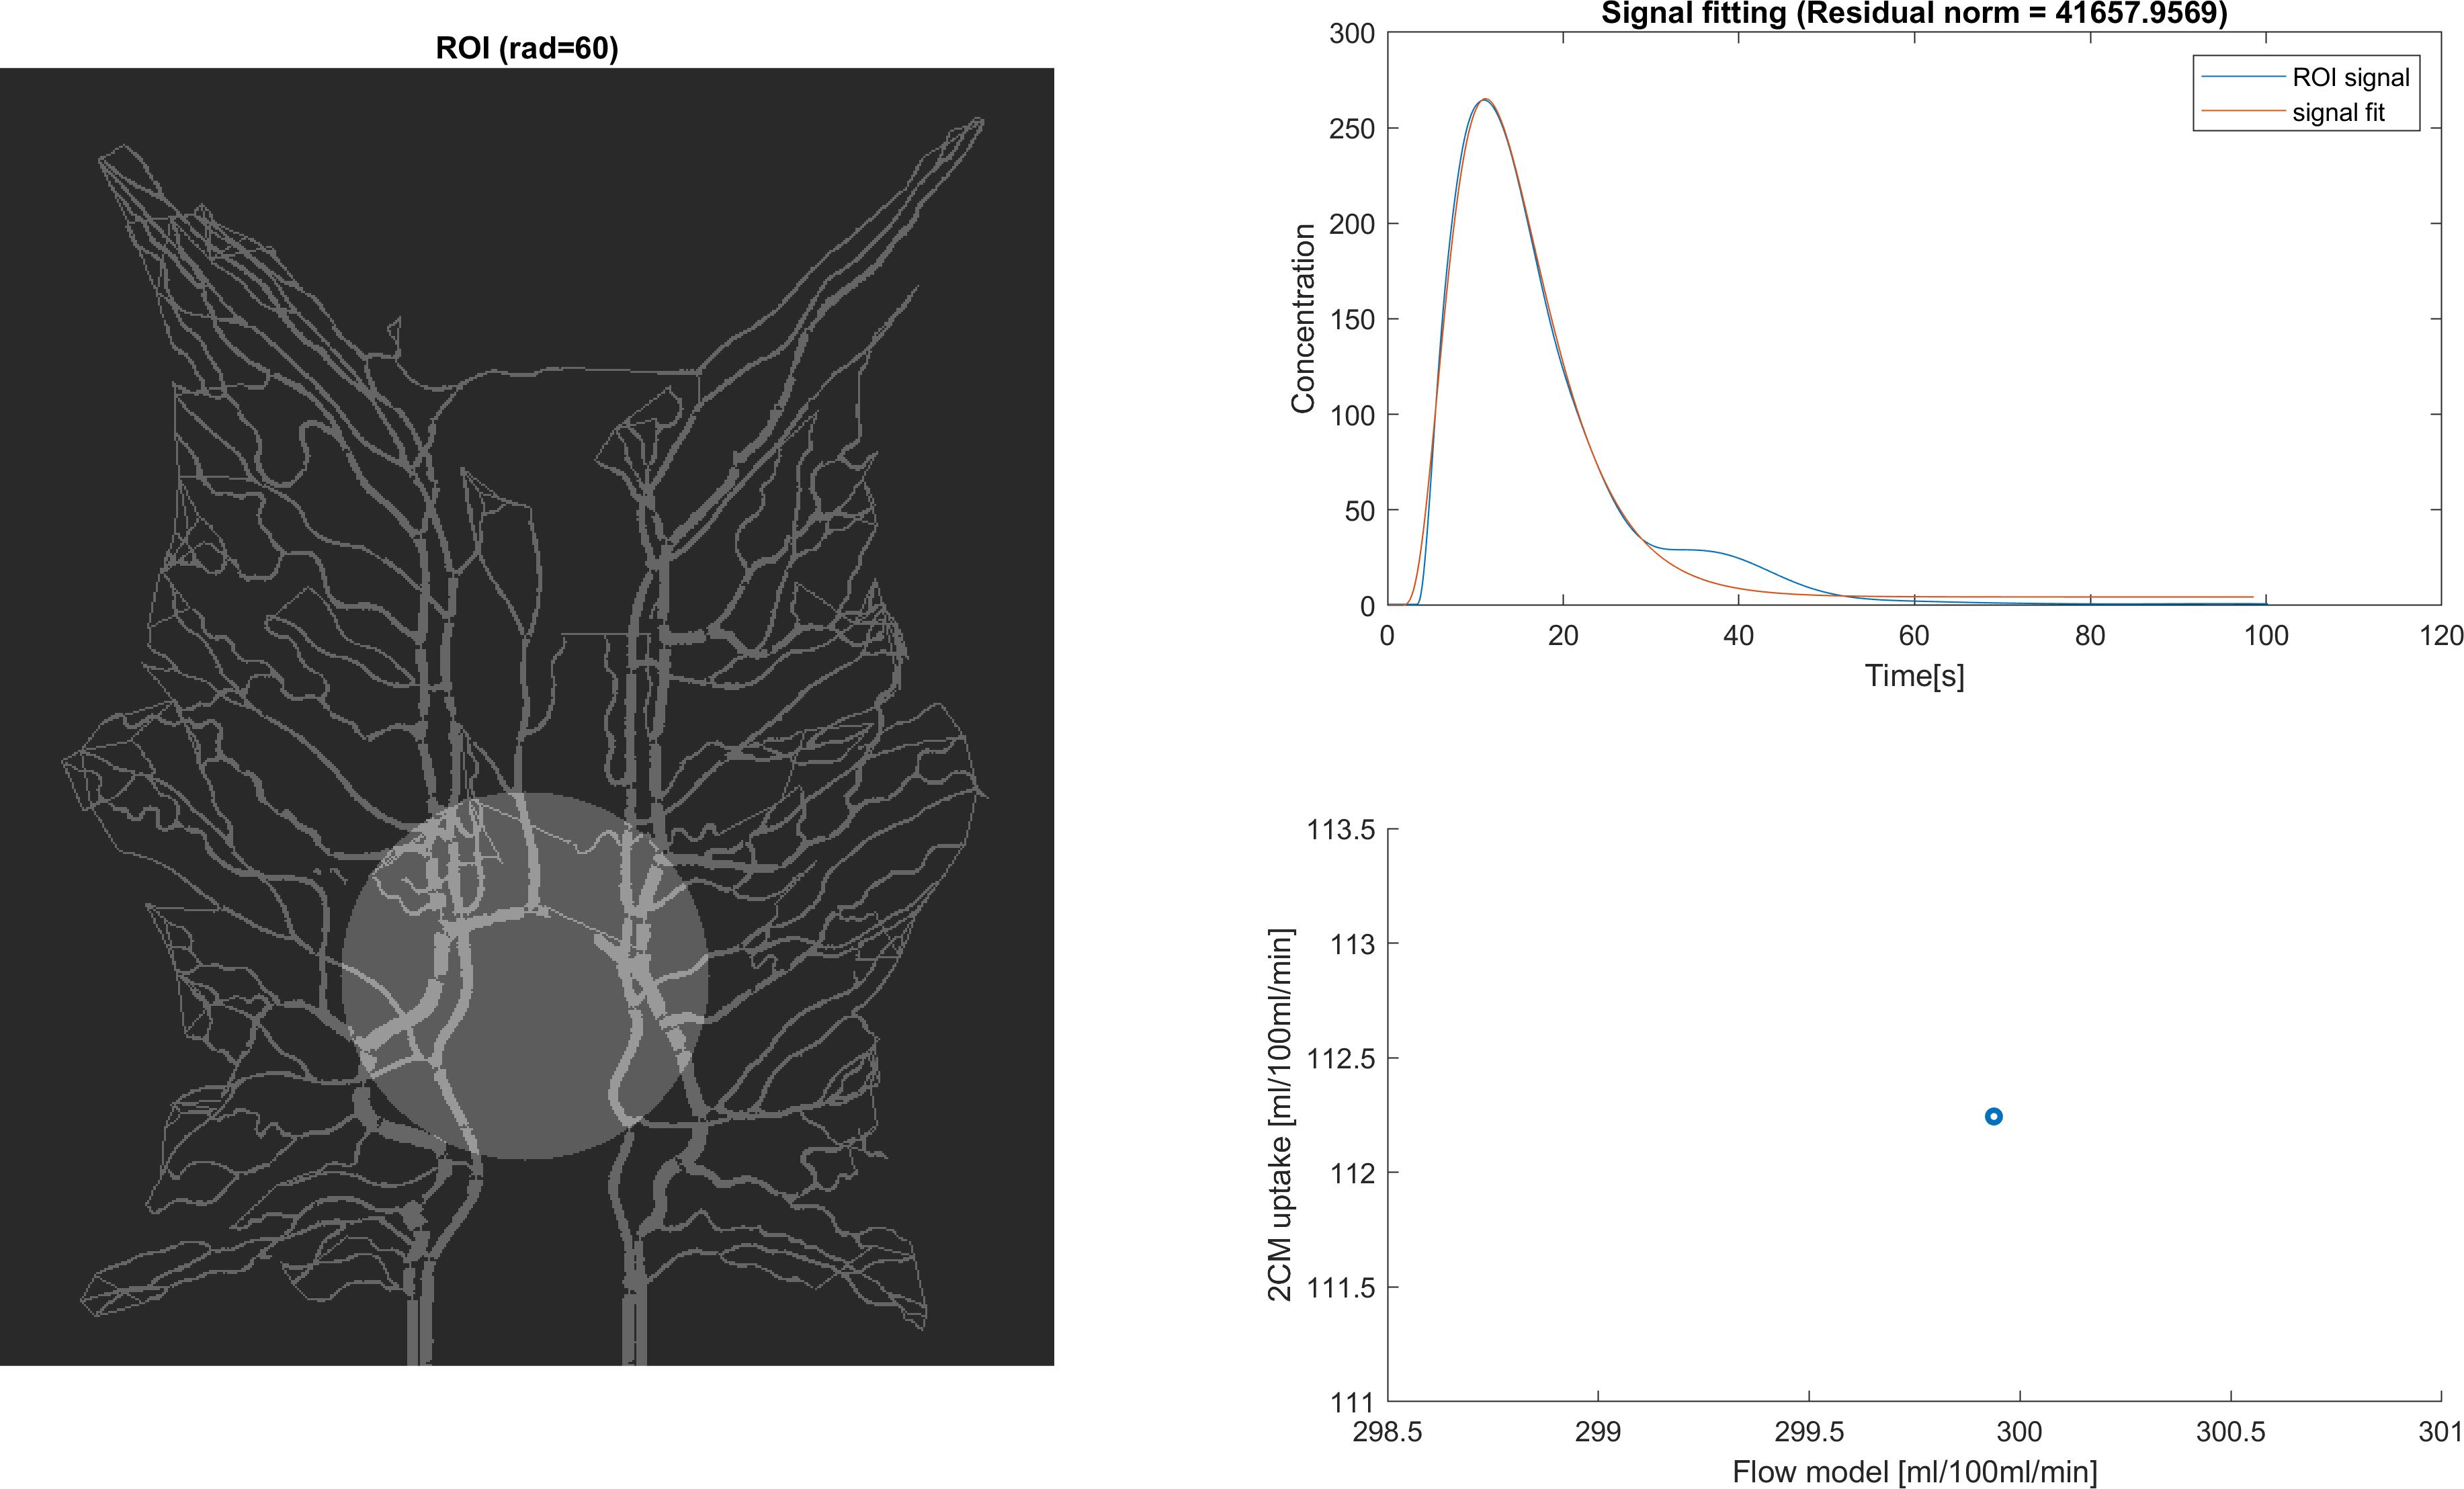 ROI (rad=60)
Signal fitting (Residual norm = 41657.9569)
300
250
200
150
100
50
0
Concentration
ROI signal
signal fit
0 20 40 60 80 100 120
Time[s]
113.5
113
112.5
112
111.5
111
2CM uptake [ml/100ml/min]
298.5 299 299.5 300 300.5 301
Flow model [ml/100ml/min]